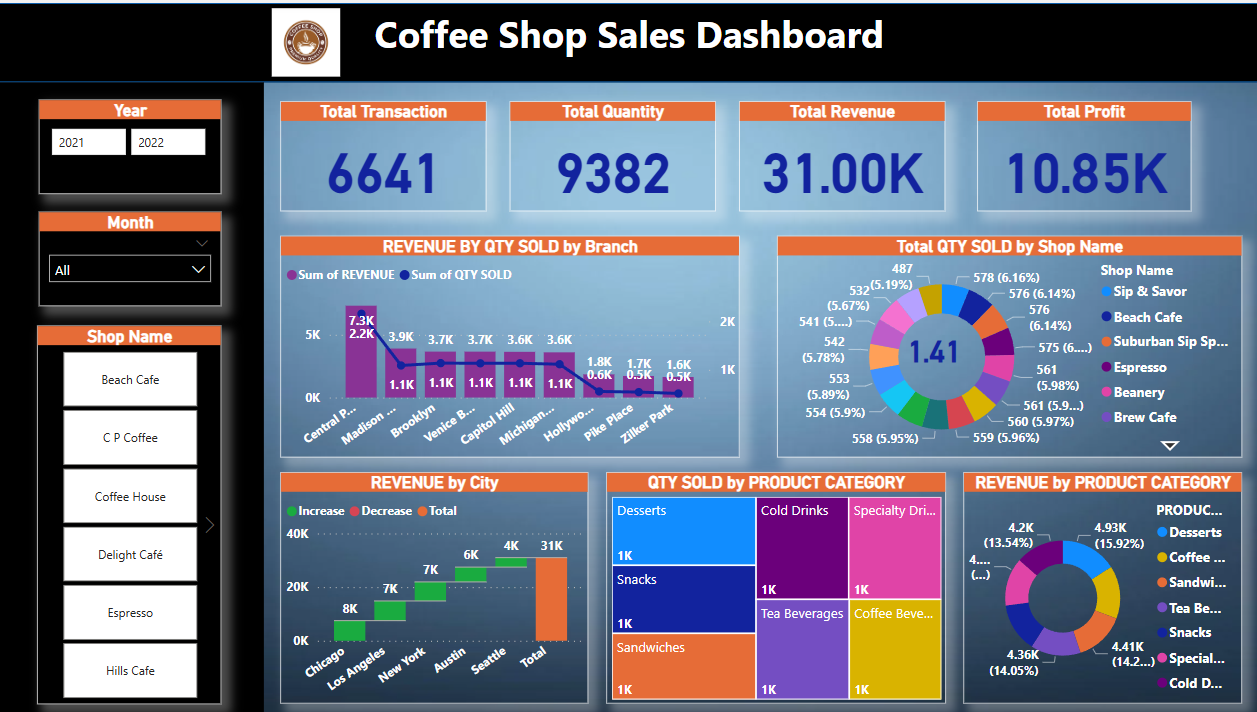 COFFEE SHOP
Coffee Shop Sales Dashboard
Year
2021
2022
Month
All
Shop Name
Beach Cafe
C P Coffee
Coffee House
Delight Café
Espresso
Hills Cafe
Total Transaction
6641
Total Quantity
9382
Total Revenue
31.00K
Total Profit
10.85K
REVENUE BY QTY SOLD by Branch
Sum of REVENUE Sum of QTY SOLD
5K
0K
2K
1K
7.3K
2.2K
3.9K
3.7K
3.7K
3.6K
3.6K
1.8K
1.7K
1.6K
1.1K
1.1K
1.1K
1.1K
1.1K
0.6K
0.5K
0.5K
Central P...
Madison ...
Brooklyn
Venice B...
Capitol Hill
Michigan...
Hollywo...
Pike Place
Zilker Park
Total QTY SOLD by Shop Name
578 (6.16%)
576 (6.14%)
576
(6.14%)
575 (6....)
561
(5.98%)
561 (5.9...)
560 (5.97%)
559 (5.96%)
558 (5.95%)
554 (5.9%)
553
(5.89%)
542
(5.78%)
541 (5....)
532
(5.67%)
487
(5.19%)
1.41
Shop Name
Sip & Savor
Beach Cafe
Suburban Sip Sp...
Espresso
Beanery
Brew Cafe
REVENUE by City
Increase Decrease Total
40K
20K
0K
8K
7K
7K
6K
4K
31K
Chicago
Los Angeles
New York
Austin
Seattle
Total
QTY SOLD by PRODUCT CATEGORY
Desserts
1K
Snacks
1K
Sandwiches
1K
Cold Drinks
1K
Tea Beverages
1K
Specialty Dri...
1K
Coffee Beve...
1K
REVENUE by PRODUCT CATEGORY
4.93K
(15.92%)
4.41K
(14.2...)
4.36K
(14.05%)
4....
(...)
4.2K
(13.54%)
PRODUC...
Desserts
Coffee ...
Sandwi...
Tea Be...
Snacks
Special...
Cold D...